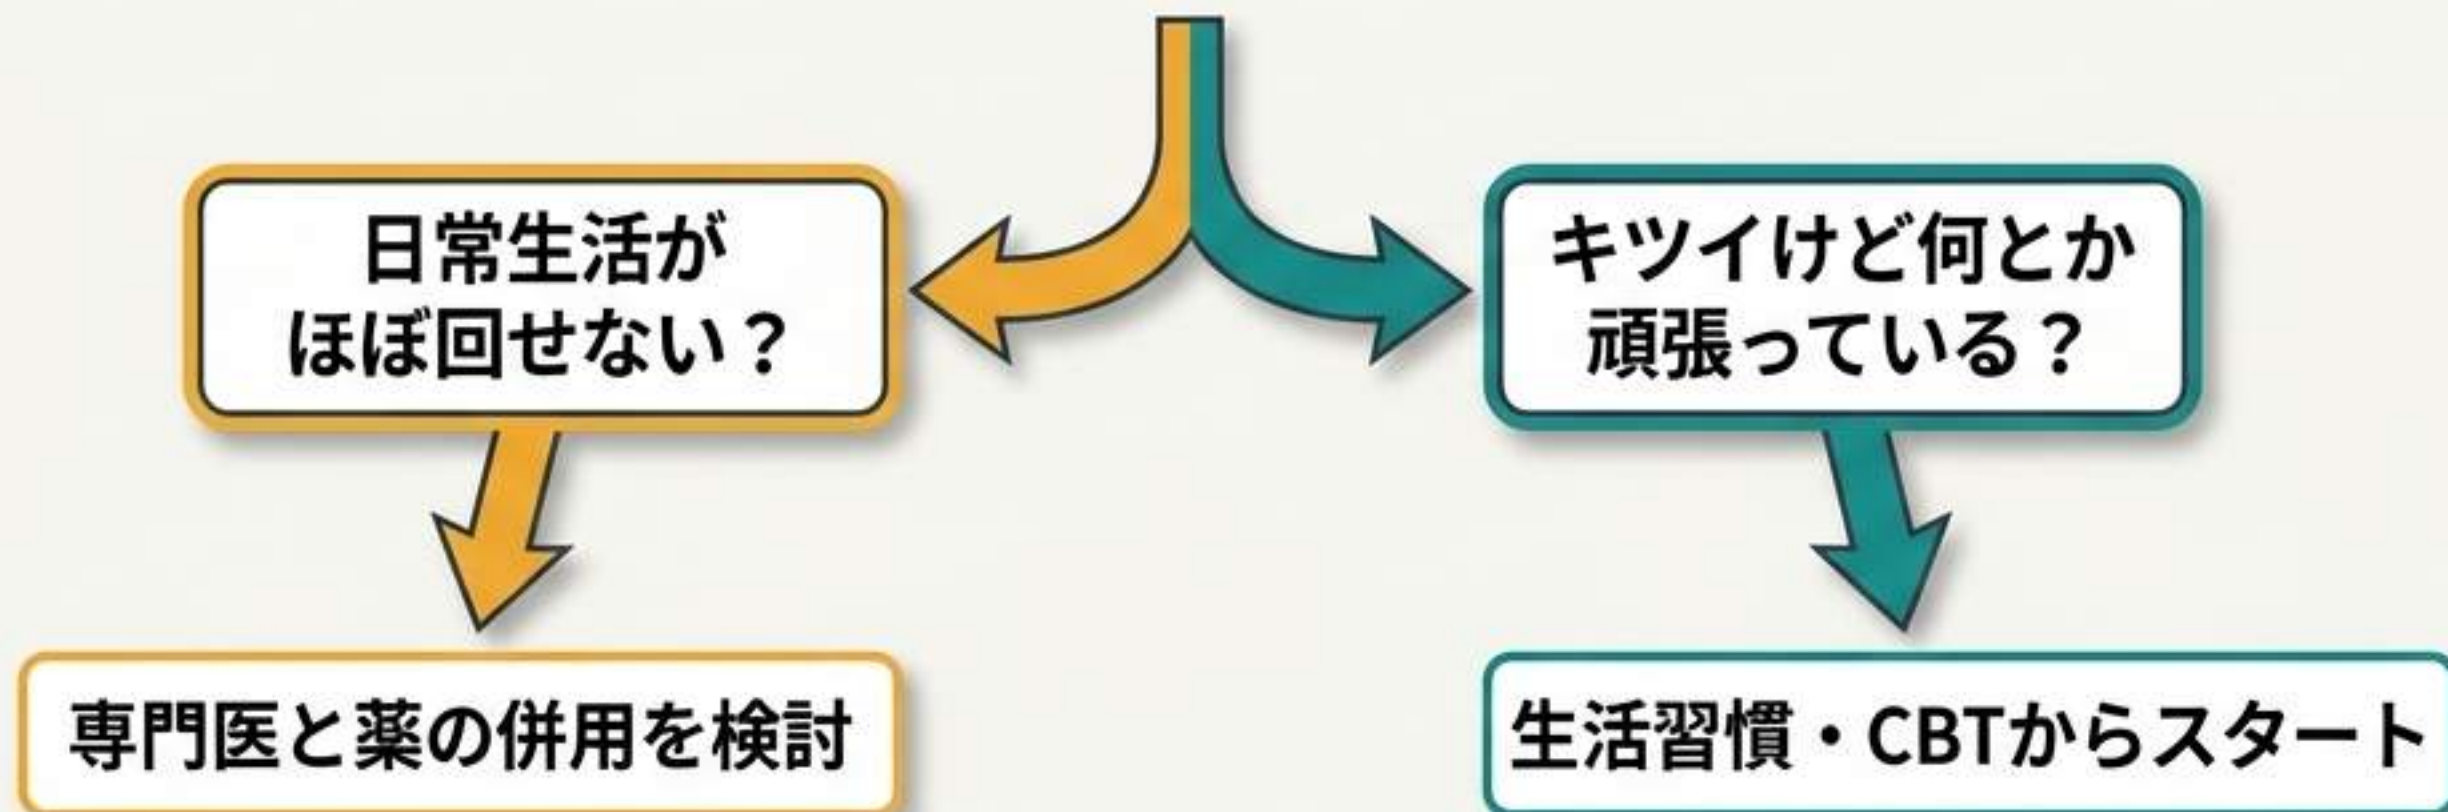 日常生活が
ほぼ回せない？
キツイけど何とか
頑張っている？
専門医と薬の併用を検討
生活習慣・CBTからスタート